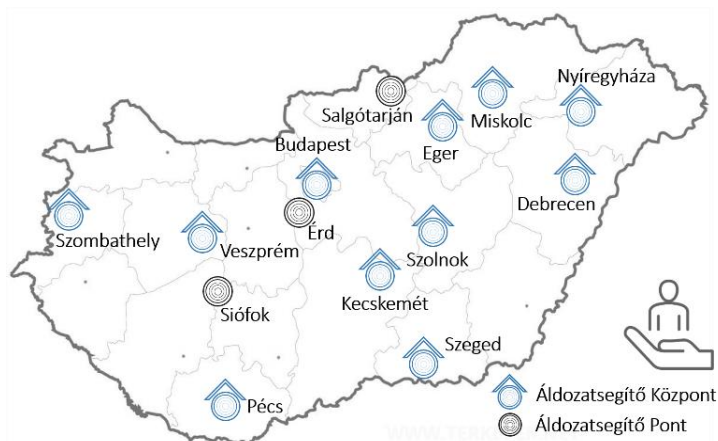 Nyíregyháza
Salgótarján
Miskolc
Budapest
Eger
Debrecen
Szombathely
Veszprém
Érd
Szolnok
Siófok
Kecskemét
Szeged
Pécs
Áldozatsegítő Központ
Áldozatsegítő Pont